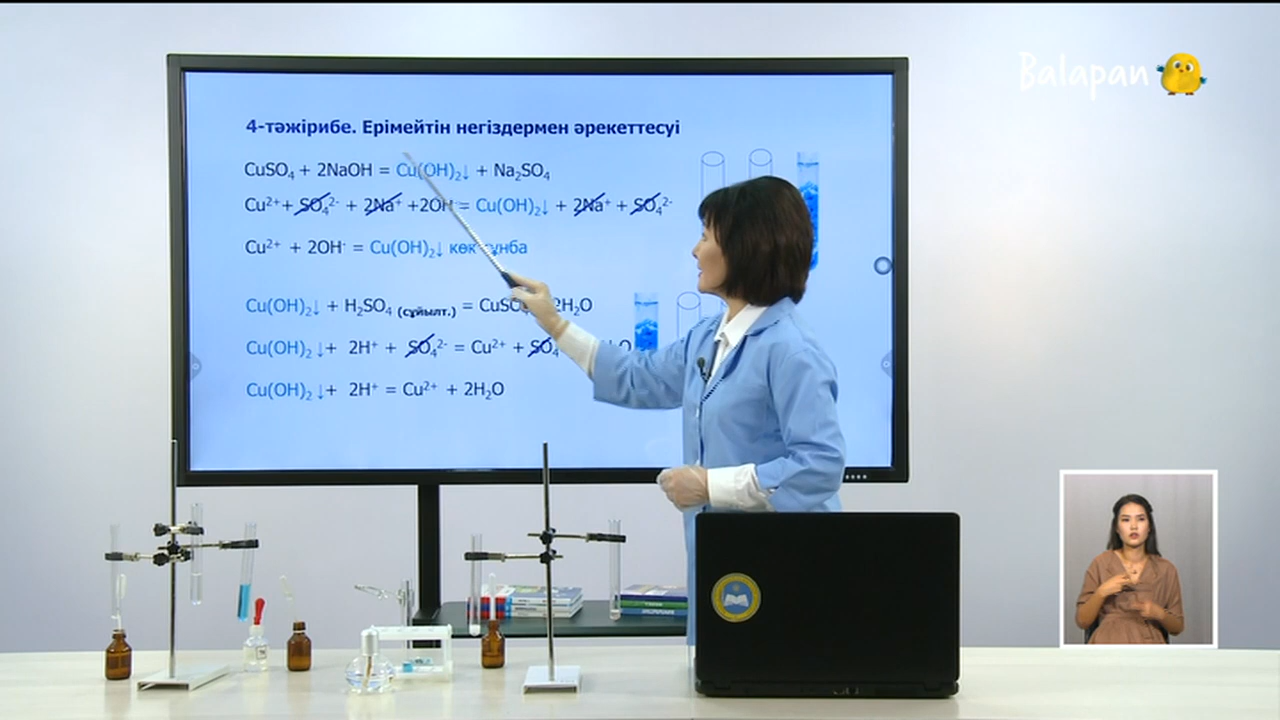 Balapan
4-тәжірибе. Ерімейтін негіздермен әрекеттесуі
CuSO₄ + 2NaOH = Cu(OH)₂↓ + Na₂SO₄
Cu²⁺ + SO₄²⁻ + 2Na⁺ +2OH = Cu(OH)₂↓ + 2Na⁺ + SO₄²⁻
Cu²⁺ + 2OH⁻ = Cu(OH)₂↓ көк
Cu(OH)₂↓ + H₂SO₄ (сұйылт.) = CuSO 2H₂O
Cu(OH)₂ ↓+ 2H⁺ + SO₄²⁻ = Cu²⁺ + SO₄ O
Cu(OH)₂ ↓+ 2H⁺ = Cu²⁺ + 2H₂O